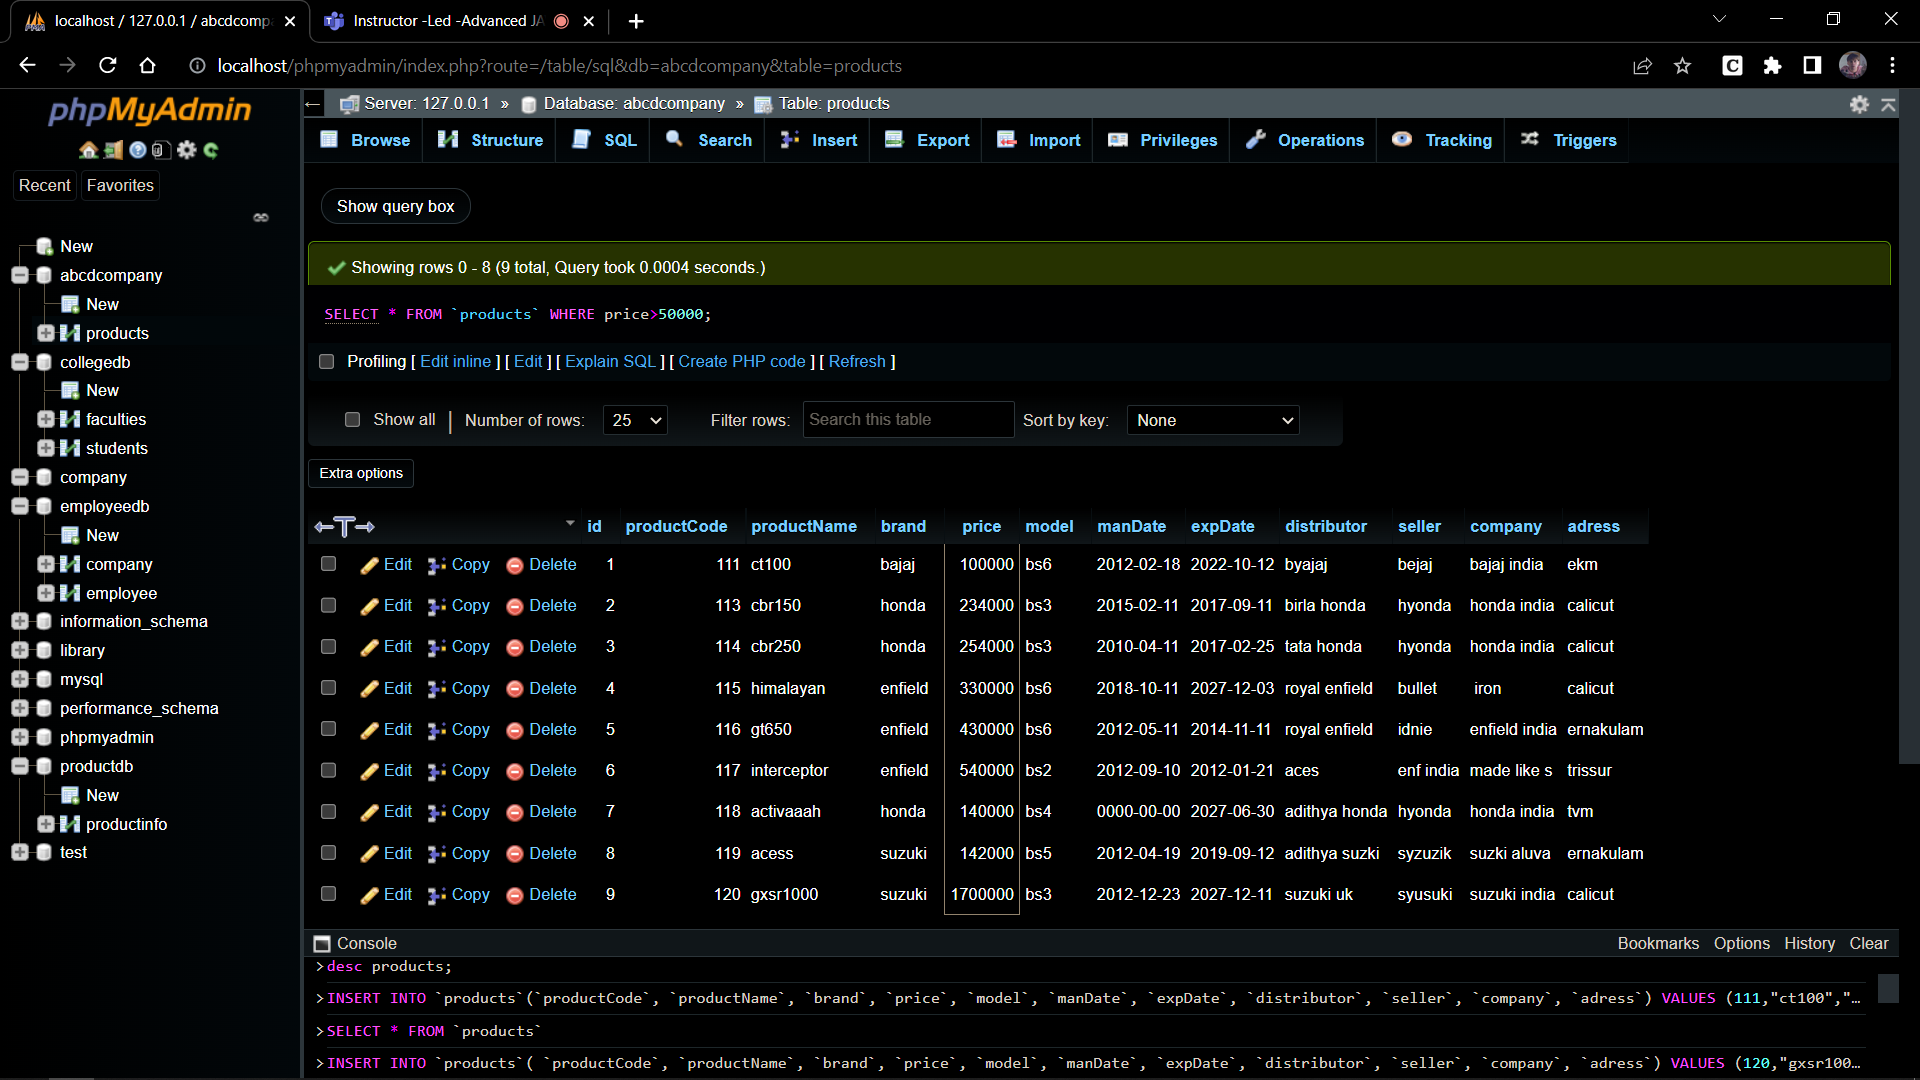 localhost / 127.0.0.1 / abcdcomp
Instructor -Led -Advanced JA
localhost/phpmyadmin/index.php?route=/table/sql&db=abcdcompany&table=products
phpMyAdmin
Recent Favorites
New
abcdcompany
New
products
collegedb
New
faculties
students
company
employeedb
New
company
employee
information_schema
library
mysql
performance_schema
phpmyadmin
productdb
New
productinfo
test
Server: 127.0.0.1 » Database: abcdcompany » Table: products
Browse Structure SQL Search Insert Export Import Privileges Operations Tracking Triggers
Show query box
Showing rows 0 - 8 (9 total, Query took 0.0004 seconds.)
SELECT * FROM `products` WHERE price>50000;
Profiling [ Edit inline ] [ Edit ] [ Explain SQL ] [ Create PHP code ] [ Refresh ]
Show all | Number of rows: 25 Filter rows: Search this table Sort by key: None
Extra options
id productCode productName brand price model manDate expDate distributor seller company adress
Edit Copy Delete 1 111 ct100 bajaj 100000 bs6 2012-02-18 2022-10-12 byajaj bejaj bajaj india ekm
Edit Copy Delete 2 113 cbr150 honda 234000 bs3 2015-02-11 2017-09-11 birla honda hyonda honda india calicut
Edit Copy Delete 3 114 cbr250 honda 254000 bs3 2010-04-11 2017-02-25 tata honda hyonda honda india calicut
Edit Copy Delete 4 115 himalayan enfield 330000 bs6 2018-10-11 2027-12-03 royal enfield bullet iron calicut
Edit Copy Delete 5 116 gt650 enfield 430000 bs6 2012-05-11 2014-11-11 royal enfield idnie enfield india ernakulam
Edit Copy Delete 6 117 interceptor enfield 540000 bs2 2012-09-10 2012-01-21 aces enf india made like s trissur
Edit Copy Delete 7 118 activaaah honda 140000 bs4 0000-00-00 2027-06-30 adithya honda hyonda honda india tvm
Edit Copy Delete 8 119 acess suzuki 142000 bs5 2012-04-19 2019-09-12 adithya suzki syzuzik suzki aluva ernakulam
Edit Copy Delete 9 120 gxsr1000 suzuki 1700000 bs3 2012-12-23 2027-12-11 suzuki uk syusuki suzuki india calicut
Console Bookmarks Options History Clear
>desc products;
>INSERT INTO `products`(`productCode`, `productName`, `brand`, `price`, `model`, `manDate`, `expDate`, `distributor`, `seller`, `company`, `adress`) VALUES (111,"ct100","…
>SELECT * FROM `products`
>INSERT INTO `products`( `productCode`, `productName`, `brand`, `price`, `model`, `manDate`, `expDate`, `distributor`, `seller`, `company`, `adress`) VALUES (120,"gxsr100…